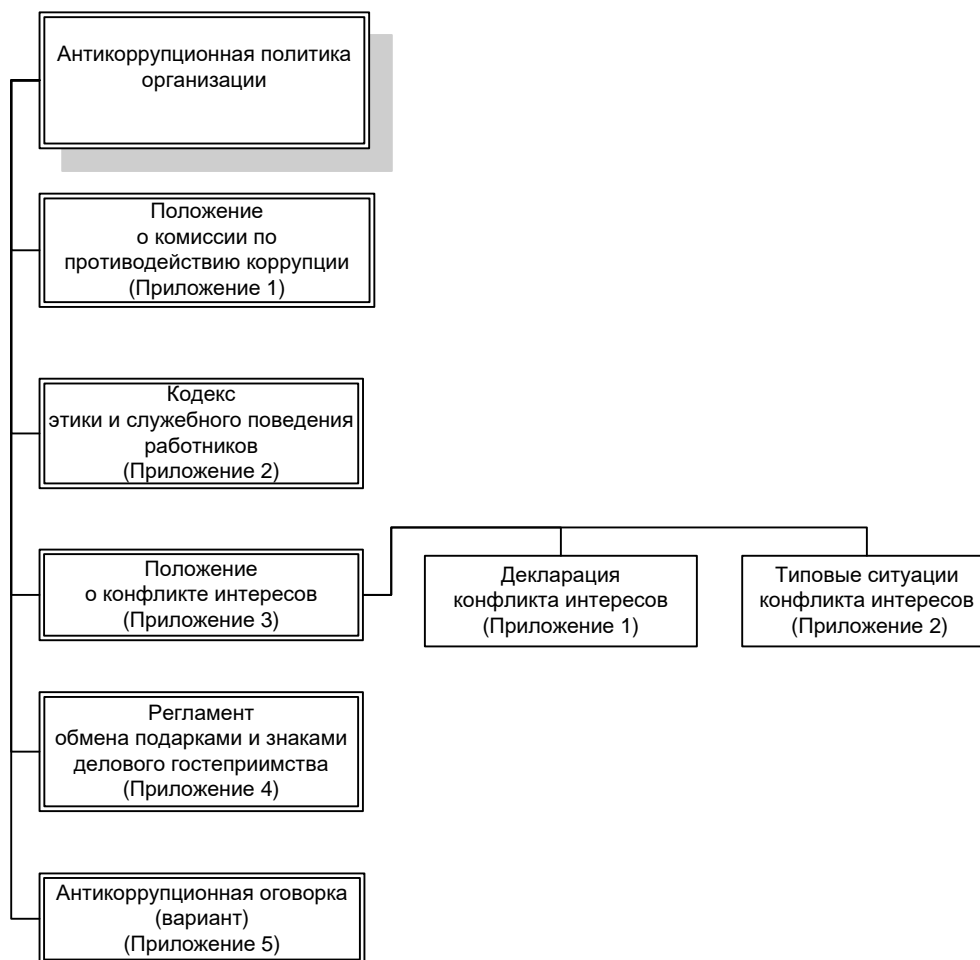 Антикоррупционная политика
организации
Положение
о комиссии по
противодействию коррупции
(Приложение 1)
Кодекс
этики и служебного поведения
работников
(Приложение 2)
Положение
о конфликте интересов
(Приложение 3)
Декларация
конфликта интересов
(Приложение 1)
Типовые ситуации
конфликта интересов
(Приложение 2)
Регламент
обмена подарками и знаками
делового гостеприимства
(Приложение 4)
Антикоррупционная оговорка
(вариант)
(Приложение 5)